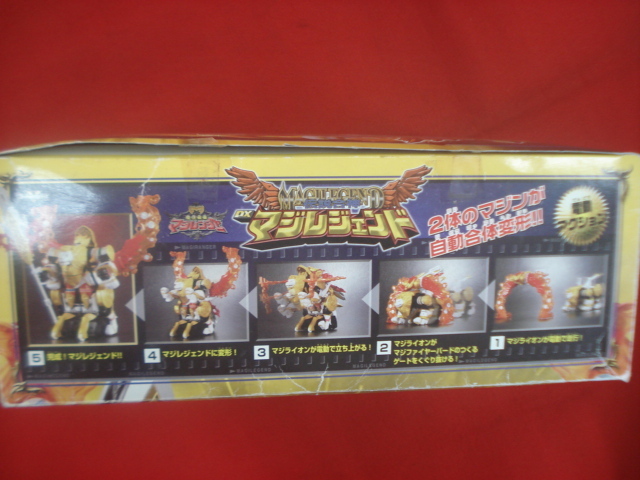 MAGILEGEND
DX
マジレジェンド
2体のマジンが
自動合体変形!!!
5 完成!マジレジェンド!!
4 マジレジェンドに変形!
3 マジライオンが電動で立ち上がる!
2 マジライオンが
マジファイヤーバードのつくる
ゲートをくぐり抜ける!
1 マジライオンが電動で